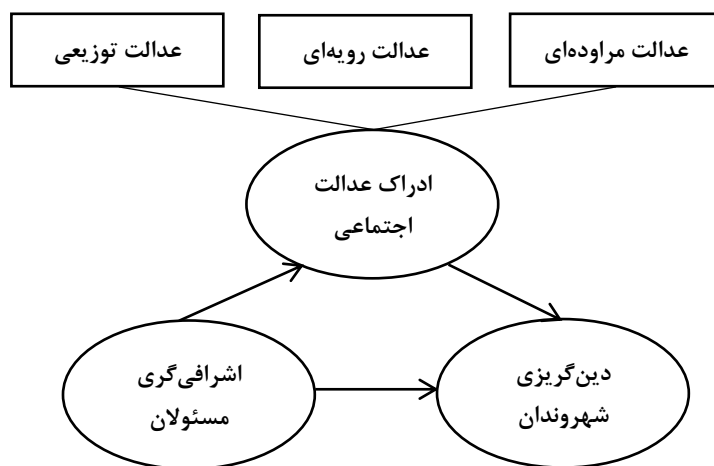 عدالت مراوده‌ای
عدالت رویه‌ای
عدالت توزیعی
ادراک عدالت
اجتماعی
دین‌گریزی
شهروندان
اشرافی‌گری
مسئولان